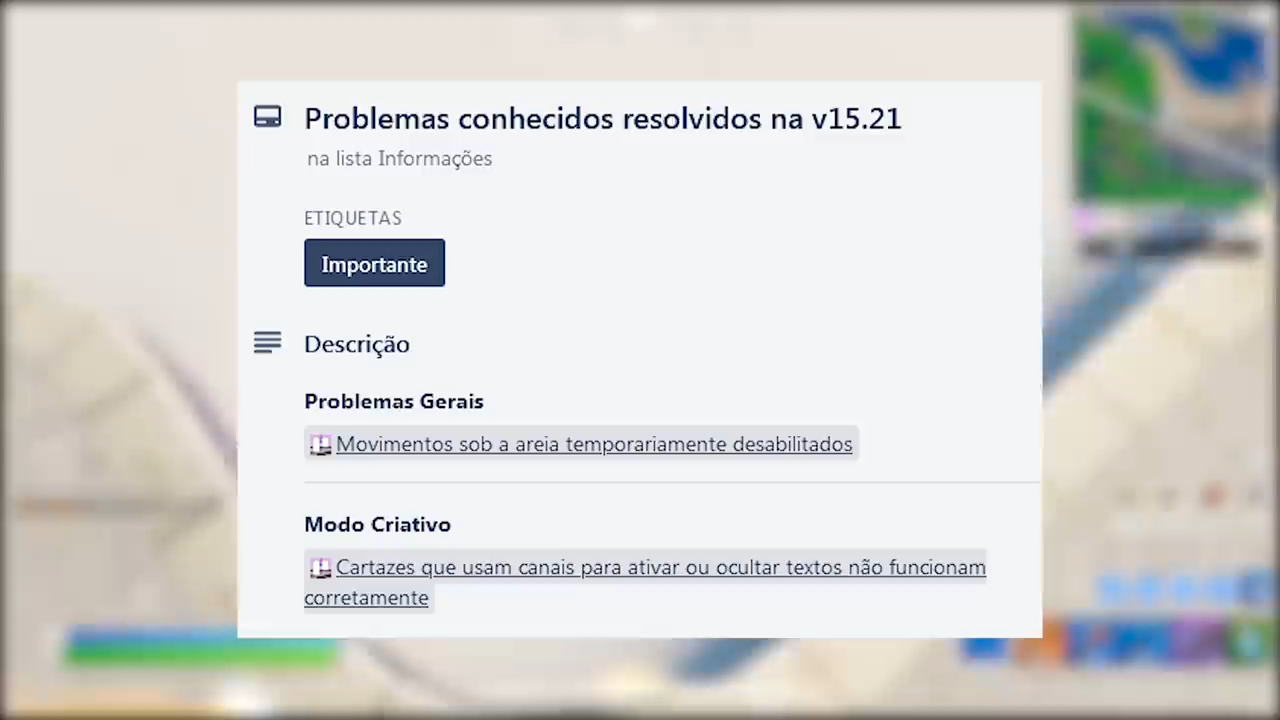 Problemas conhecidos resolvidos na v15.21
na lista Informações
ETIQUETAS
Importante
Descrição
Problemas Gerais
Movimentos sob a areia temporariamente desabilitados
Modo Criativo
Cartazes que usam canais para ativar ou ocultar textos não funcionam
corretamente